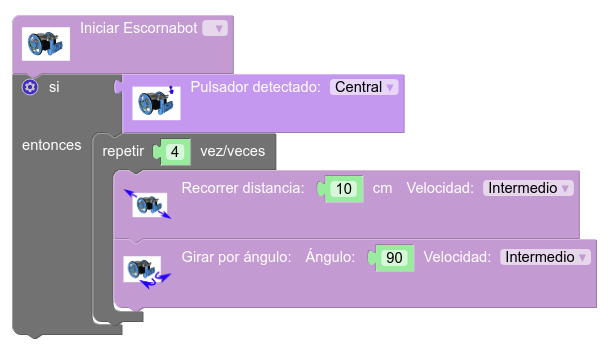 Iniciar Escornabot
si Pulsador detectado: Central
entonces
repetir 4 vez/veces
Recorrer distancia: 10 cm Velocidad: Intermedio
Girar por ángulo: Ángulo: 90 Velocidad: Intermedio